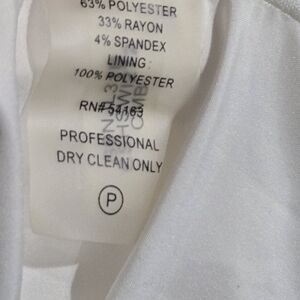 63% POLYESTER
33% RAYON
4% SPANDEX
LINING :
100% POLYESTER
RN# 54163
PROFESSIONAL
DRY CLEAN ONLY
P